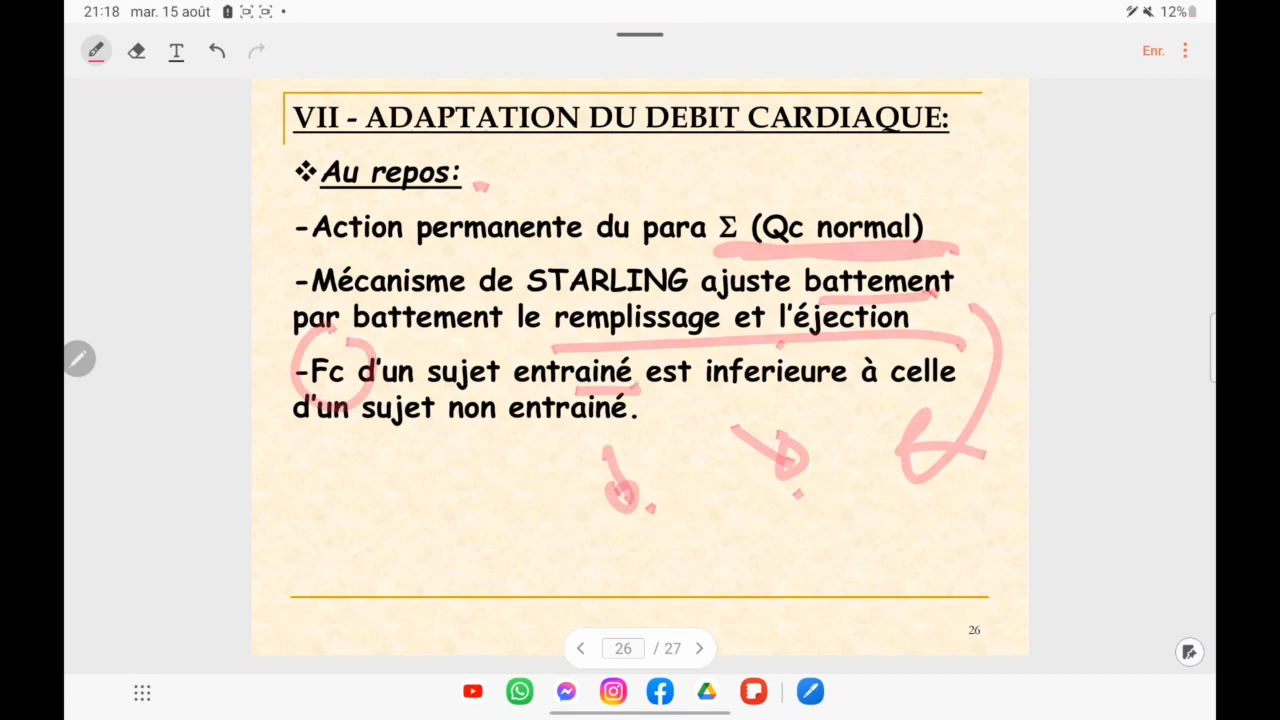 21:18 mar. 15 août
12%
T
Enr.
VII - ADAPTATION DU DEBIT CARDIAQUE:
❖Au repos:
-Action permanente du para Σ (Qc normal)
-Mécanisme de STARLING ajuste battement
par battement le remplissage et l'éjection
-Fc d'un sujet entrainé est inferieure à celle
d'un sujet non entrainé.
26
26 / 27